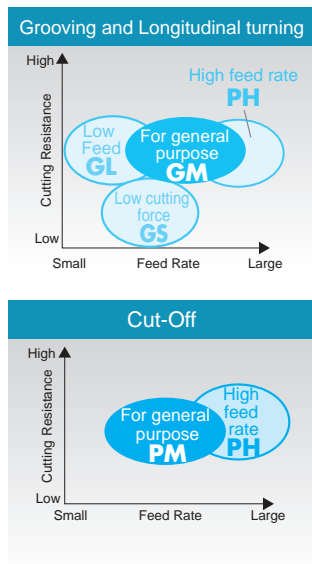 Grooving and Longitudinal turning
High
Cutting Resistance
Low
High feed rate
PH
Low
Feed
GL
For general
purpose
GM
Low cutting
force
GS
Small
Feed Rate
Large
Cut-Off
High
Cutting Resistance
Low
For general
purpose
PM
High
feed
rate
PH
Small
Feed Rate
Large